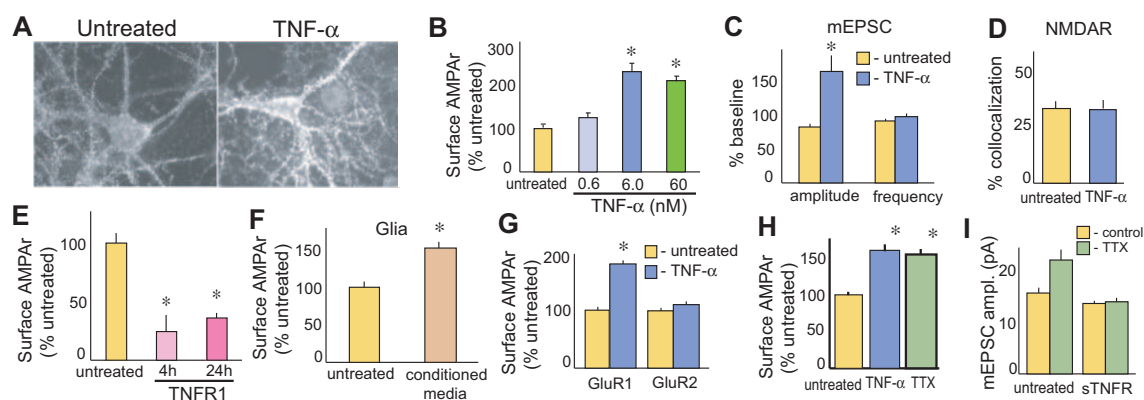 A
Untreated
TNF-α
B
Surface AMPAr
(% untreated)
300
200
100
0
*
*
untreated
0.6
6.0
60
TNF-α (nM)
C
mEPSC
- untreated
- TNF-α
% baseline
150
100
50
0
*
amplitude
frequency
D
NMDAR
% collocalization
50
25
0
untreated
TNF-α
E
Surface AMPAr
(% untreated)
100
50
0
*
*
untreated
4h
24h
TNFR1
F
Glia
Surface AMPAr
(% untreated)
150
100
50
0
*
untreated
conditioned
media
G
- untreated
- TNF-α
Surface AMPAr
(% untreated)
200
100
0
*
GluR1
GluR2
H
Surface AMPAr
(% untreated)
150
100
50
0
*
*
untreated
TNF-α
TTX
I
- control
- TTX
mEPSC ampl. (pA)
20
10
0
untreated
sTNFR